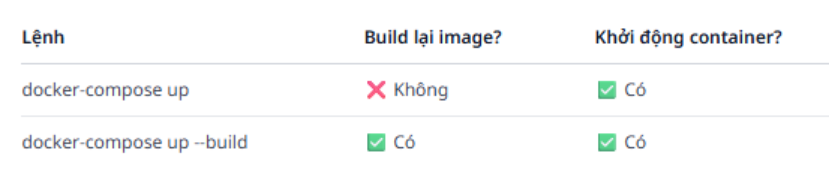 Lệnh Build lại image? Khởi động container?
docker-compose up ❌ Không ✅ Có
docker-compose up --build ✅ Có ✅ Có